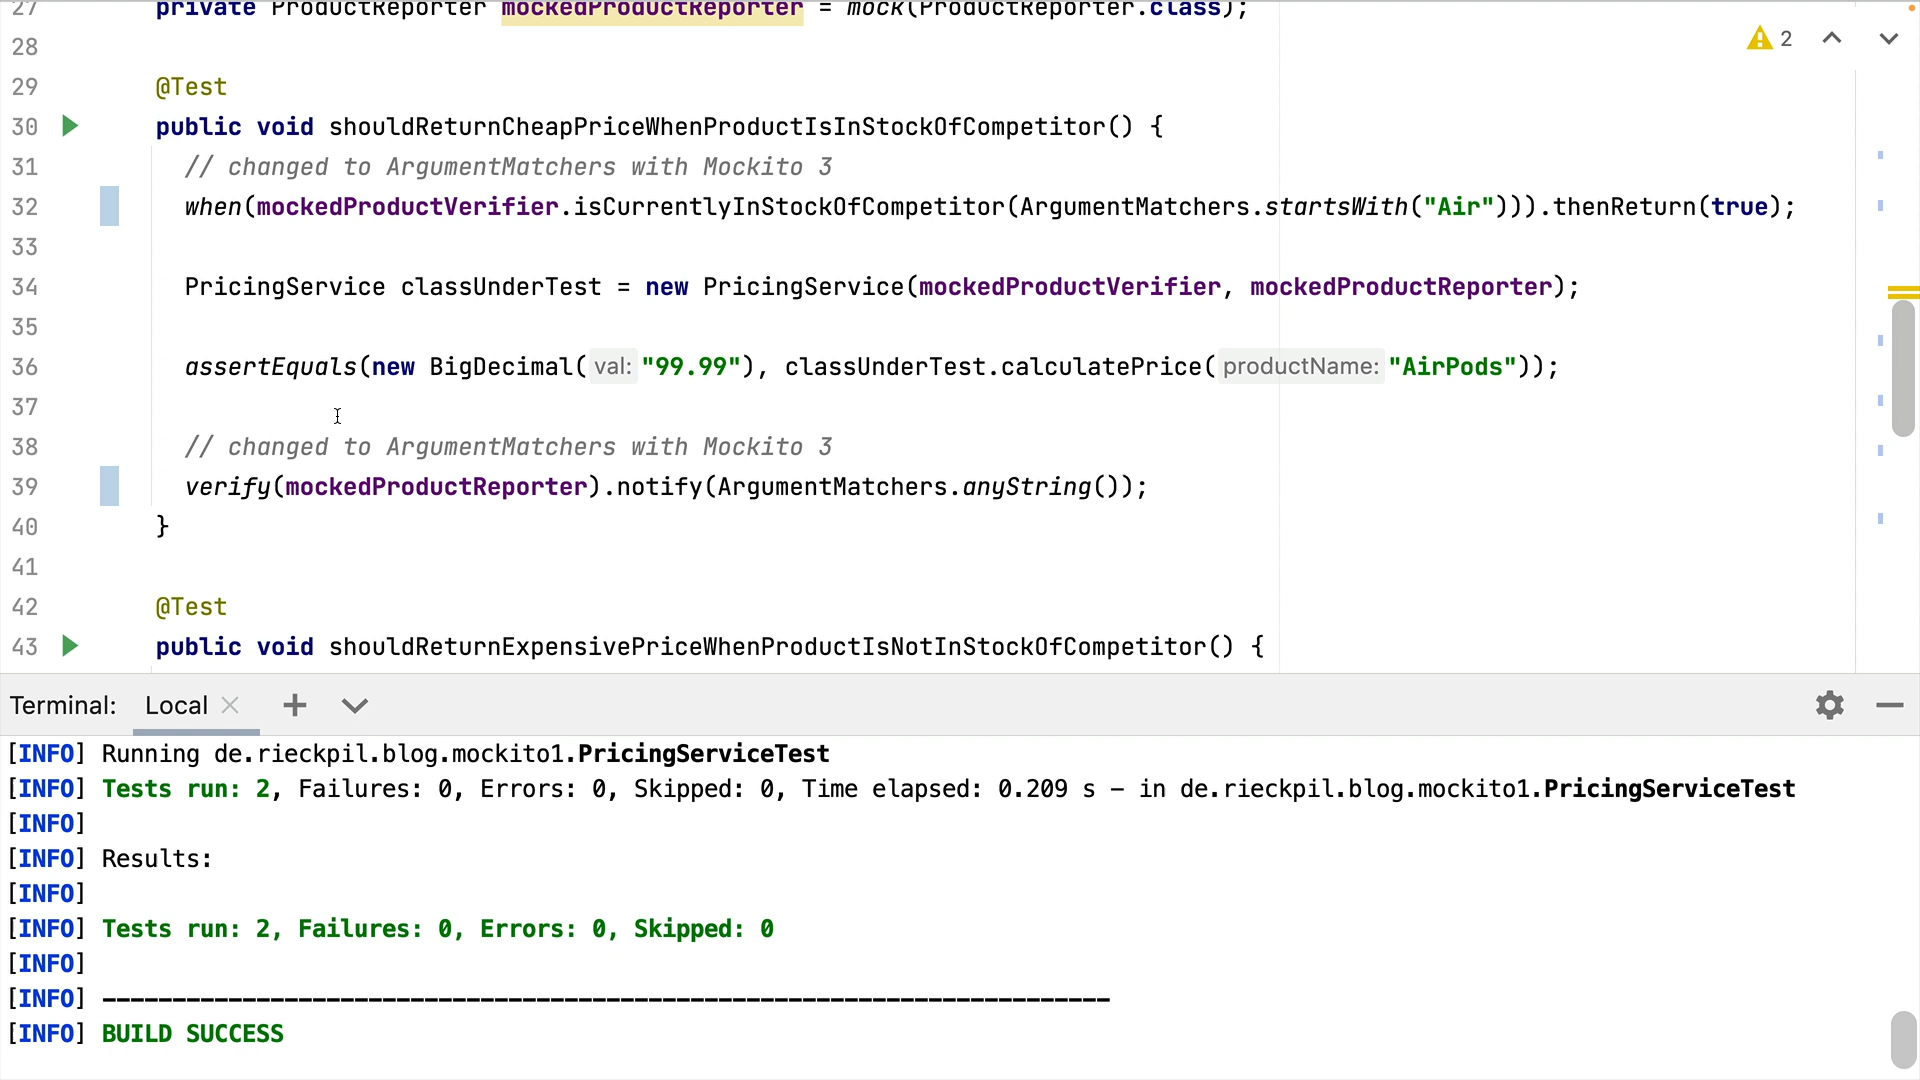 27 private ProductReporter mockedProductReporter = mock(ProductReporter.class);
2
28
29 @Test
30 public void shouldReturnCheapPriceWhenProductIsInStockOfCompetitor() {
31 // changed to ArgumentMatchers with Mockito 3
32 when(mockedProductVerifier.isCurrentlyInStockOfCompetitor(ArgumentMatchers.startsWith("Air"))).thenReturn(true);
33
34 PricingService classUnderTest = new PricingService(mockedProductVerifier, mockedProductReporter);
35
36 assertEquals(new BigDecimal( val: "99.99"), classUnderTest.calculatePrice( productName: "AirPods"));
37
38 // changed to ArgumentMatchers with Mockito 3
39 verify(mockedProductReporter).notify(ArgumentMatchers.anyString());
40 }
41
42 @Test
43 public void shouldReturnExpensivePriceWhenProductIsNotInStockOfCompetitor() {
Terminal: Local
[INFO] Running de.rieckpil.blog.mockito1.PricingServiceTest
[INFO] Tests run: 2, Failures: 0, Errors: 0, Skipped: 0, Time elapsed: 0.209 s - in de.rieckpil.blog.mockito1.PricingServiceTest
[INFO]
[INFO] Results:
[INFO]
[INFO] Tests run: 2, Failures: 0, Errors: 0, Skipped: 0
[INFO]
[INFO] ------------------------------------------------------------------------
[INFO] BUILD SUCCESS